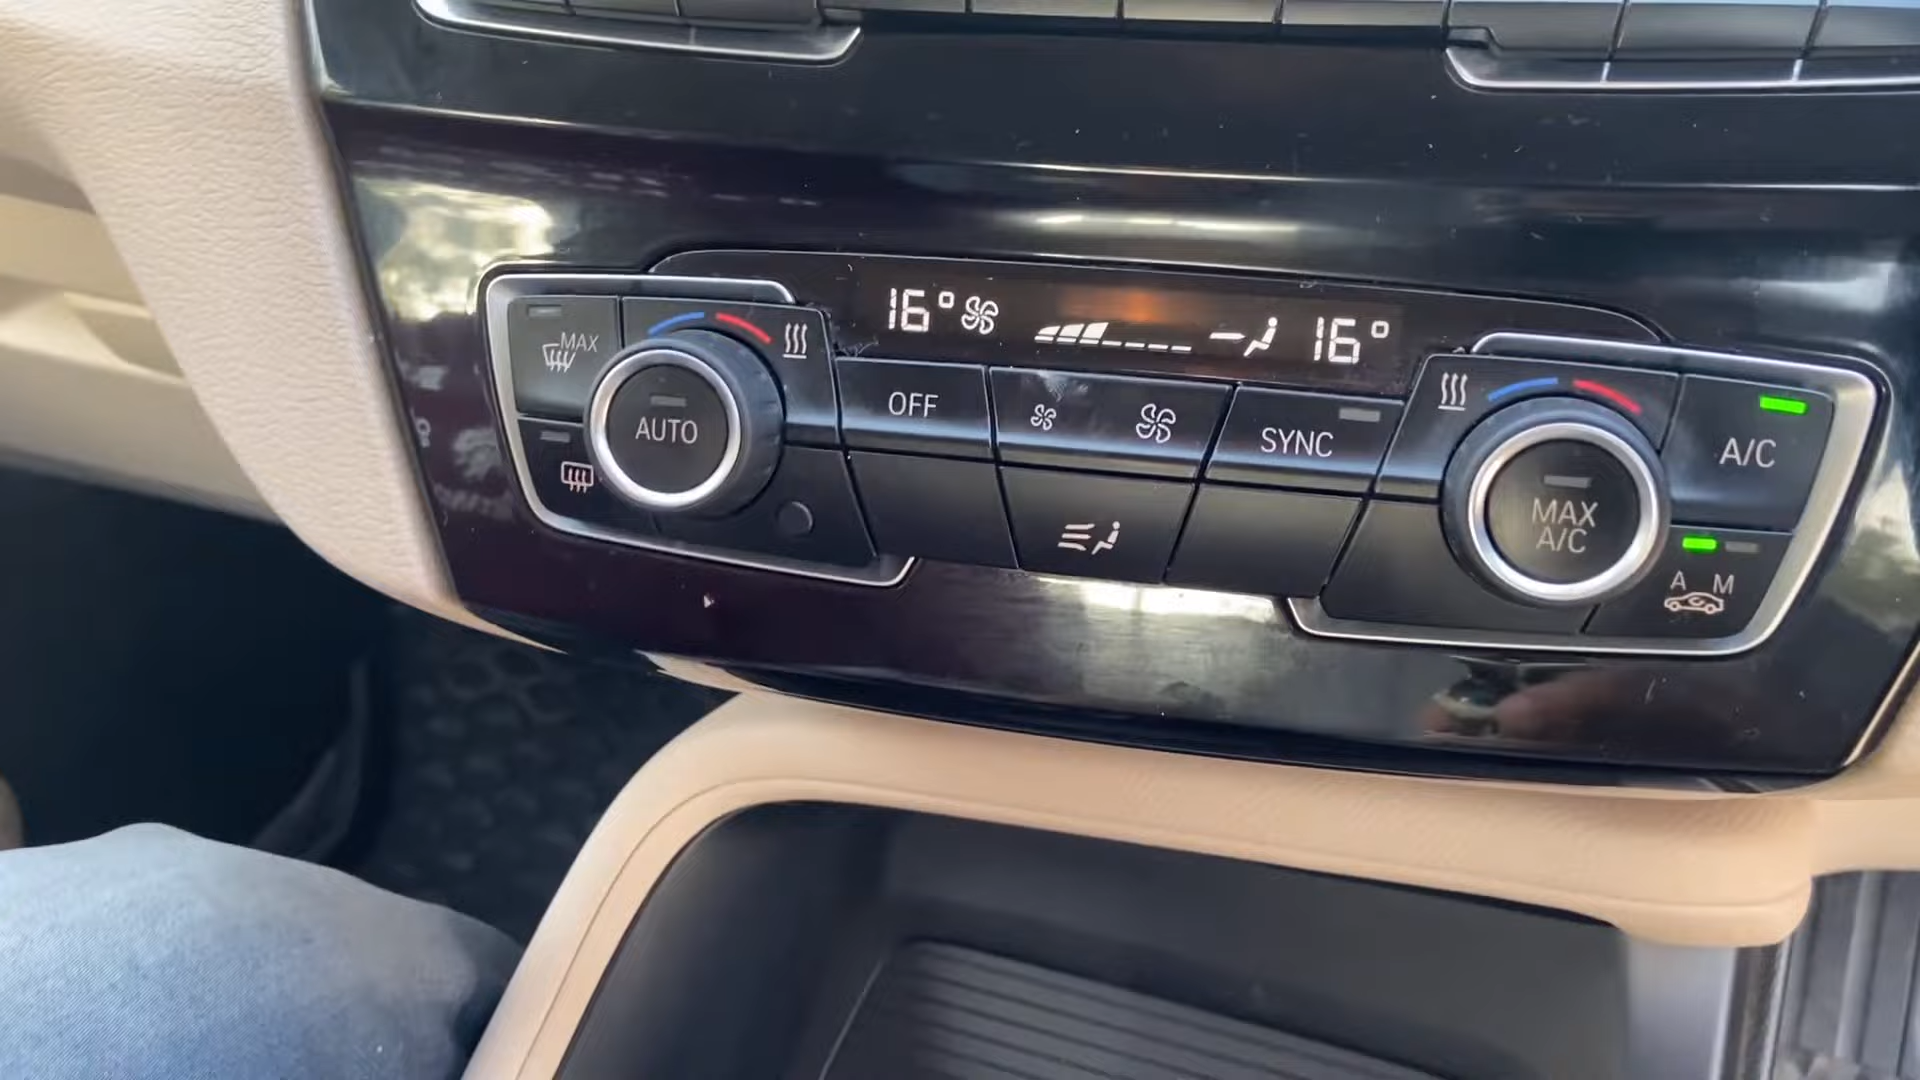 16° 16°
MAX
AUTO
OFF
SYNC
A/C
MAX
A/C
A M